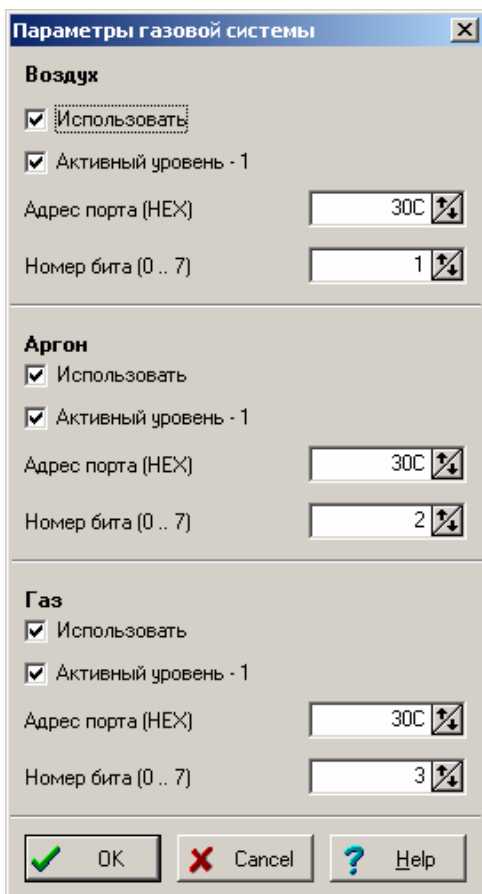 Параметры газовой системы
Воздух
Использовать
Активный уровень - 1
Адрес порта (HEX) 30C
Номер бита (0 .. 7) 1
Аргон
Использовать
Активный уровень - 1
Адрес порта (HEX) 30C
Номер бита (0 .. 7) 2
Газ
Использовать
Активный уровень - 1
Адрес порта (HEX) 30C
Номер бита (0 .. 7) 3
OK Cancel Help